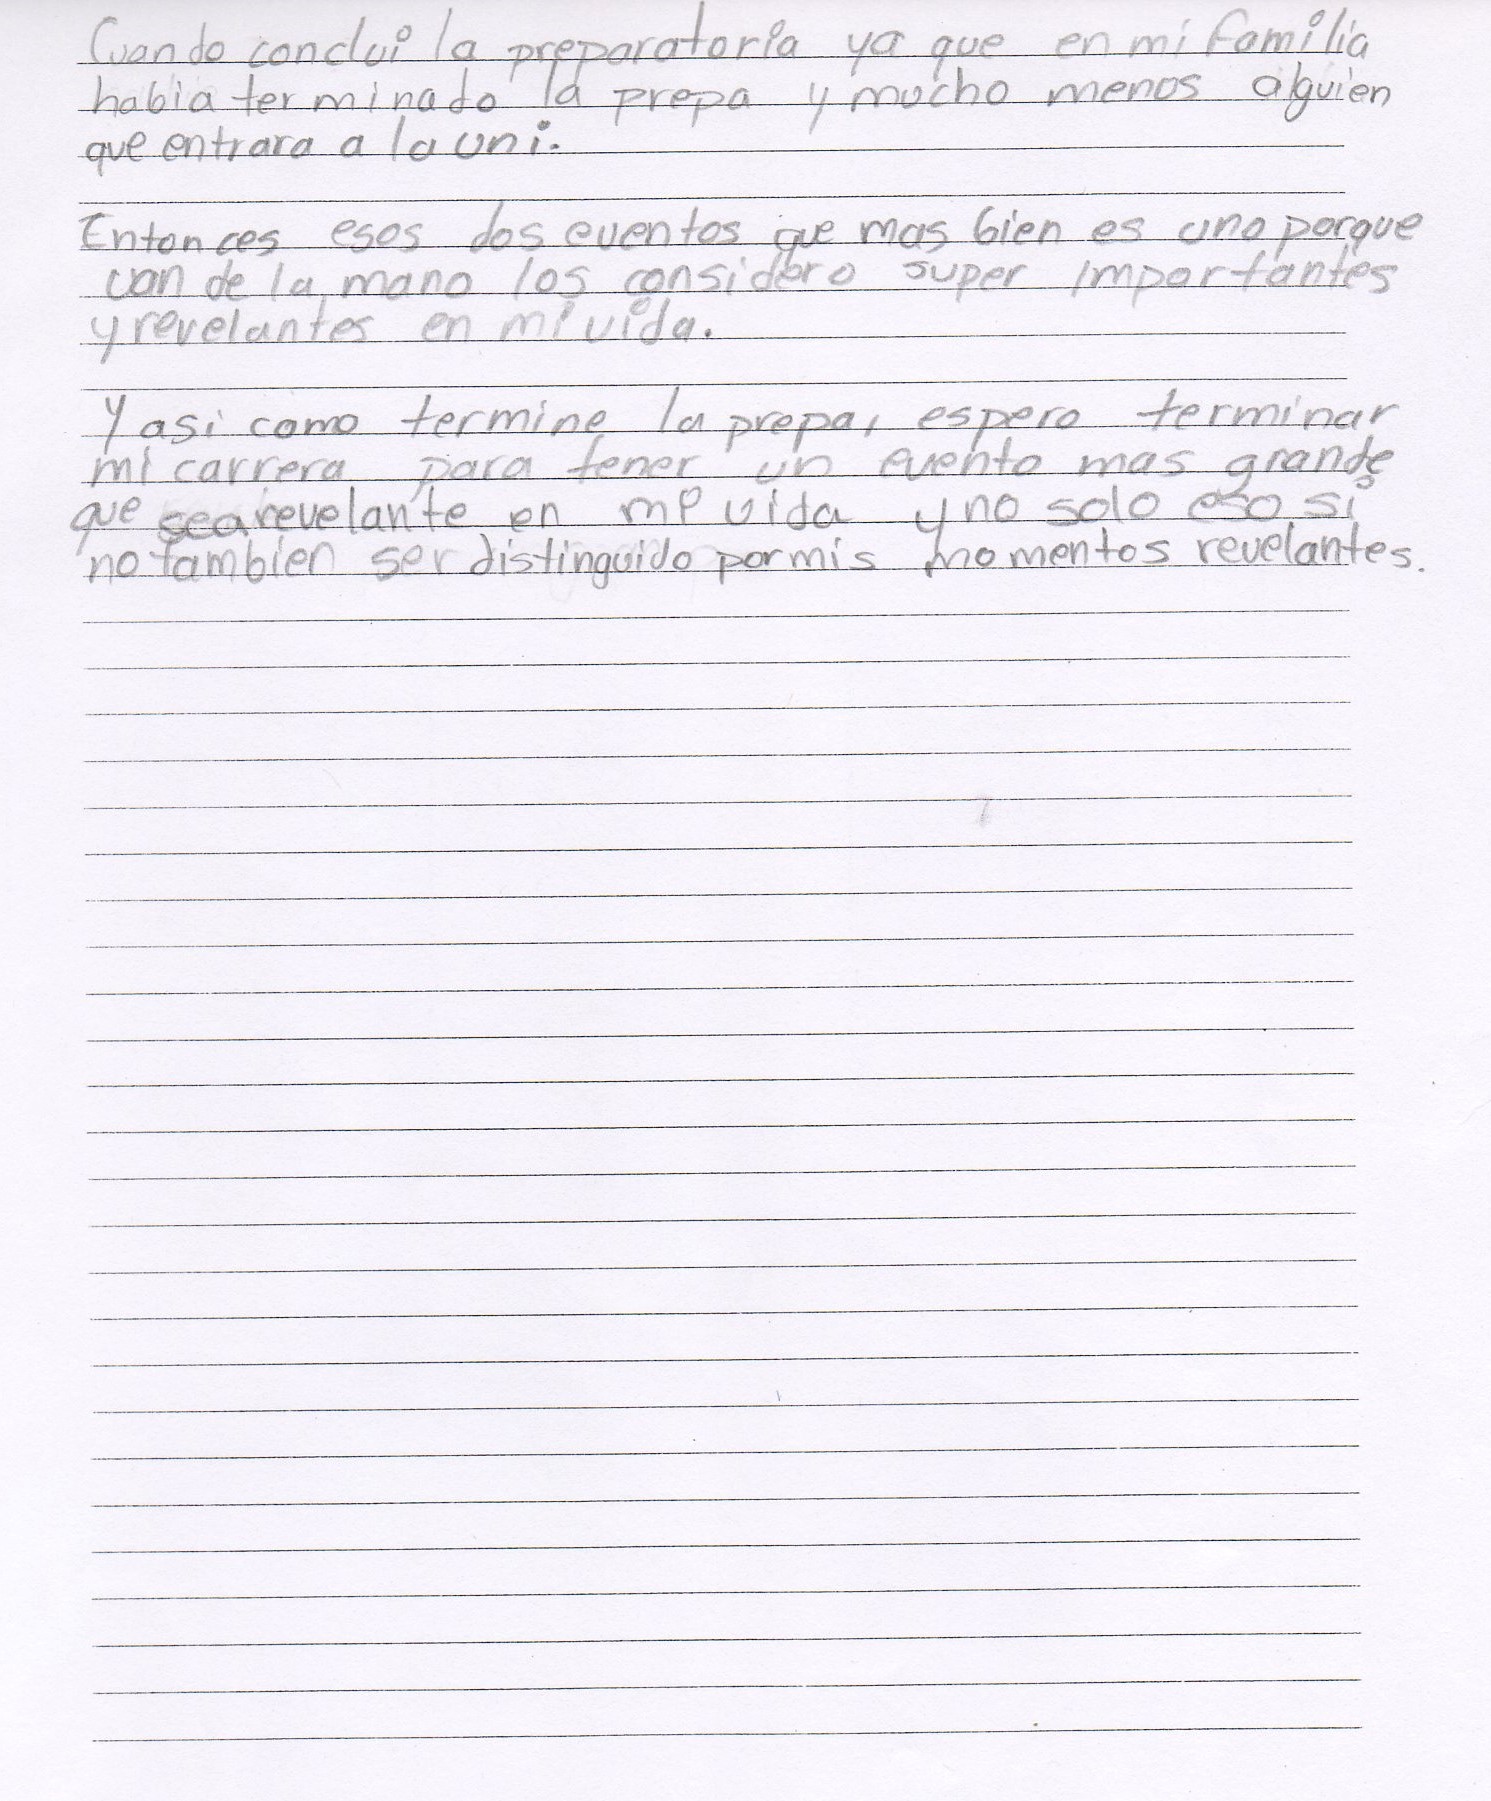 Cuando conclui la preparatoria ya que en mi familia
habia terminado la prepa y mucho menos alguien
que entrara a la uni.
Entonces esos dos eventos que mas bien es uno porque
van de la mano los considero super importantes
y revelantes en mi vida.
Y asi como termine la prepa, espero terminar
mi carrera para tener un evento mas grande
que sea revelante en mi vida y no solo eso si
no tambien ser distinguido por mis momentos revelantes.